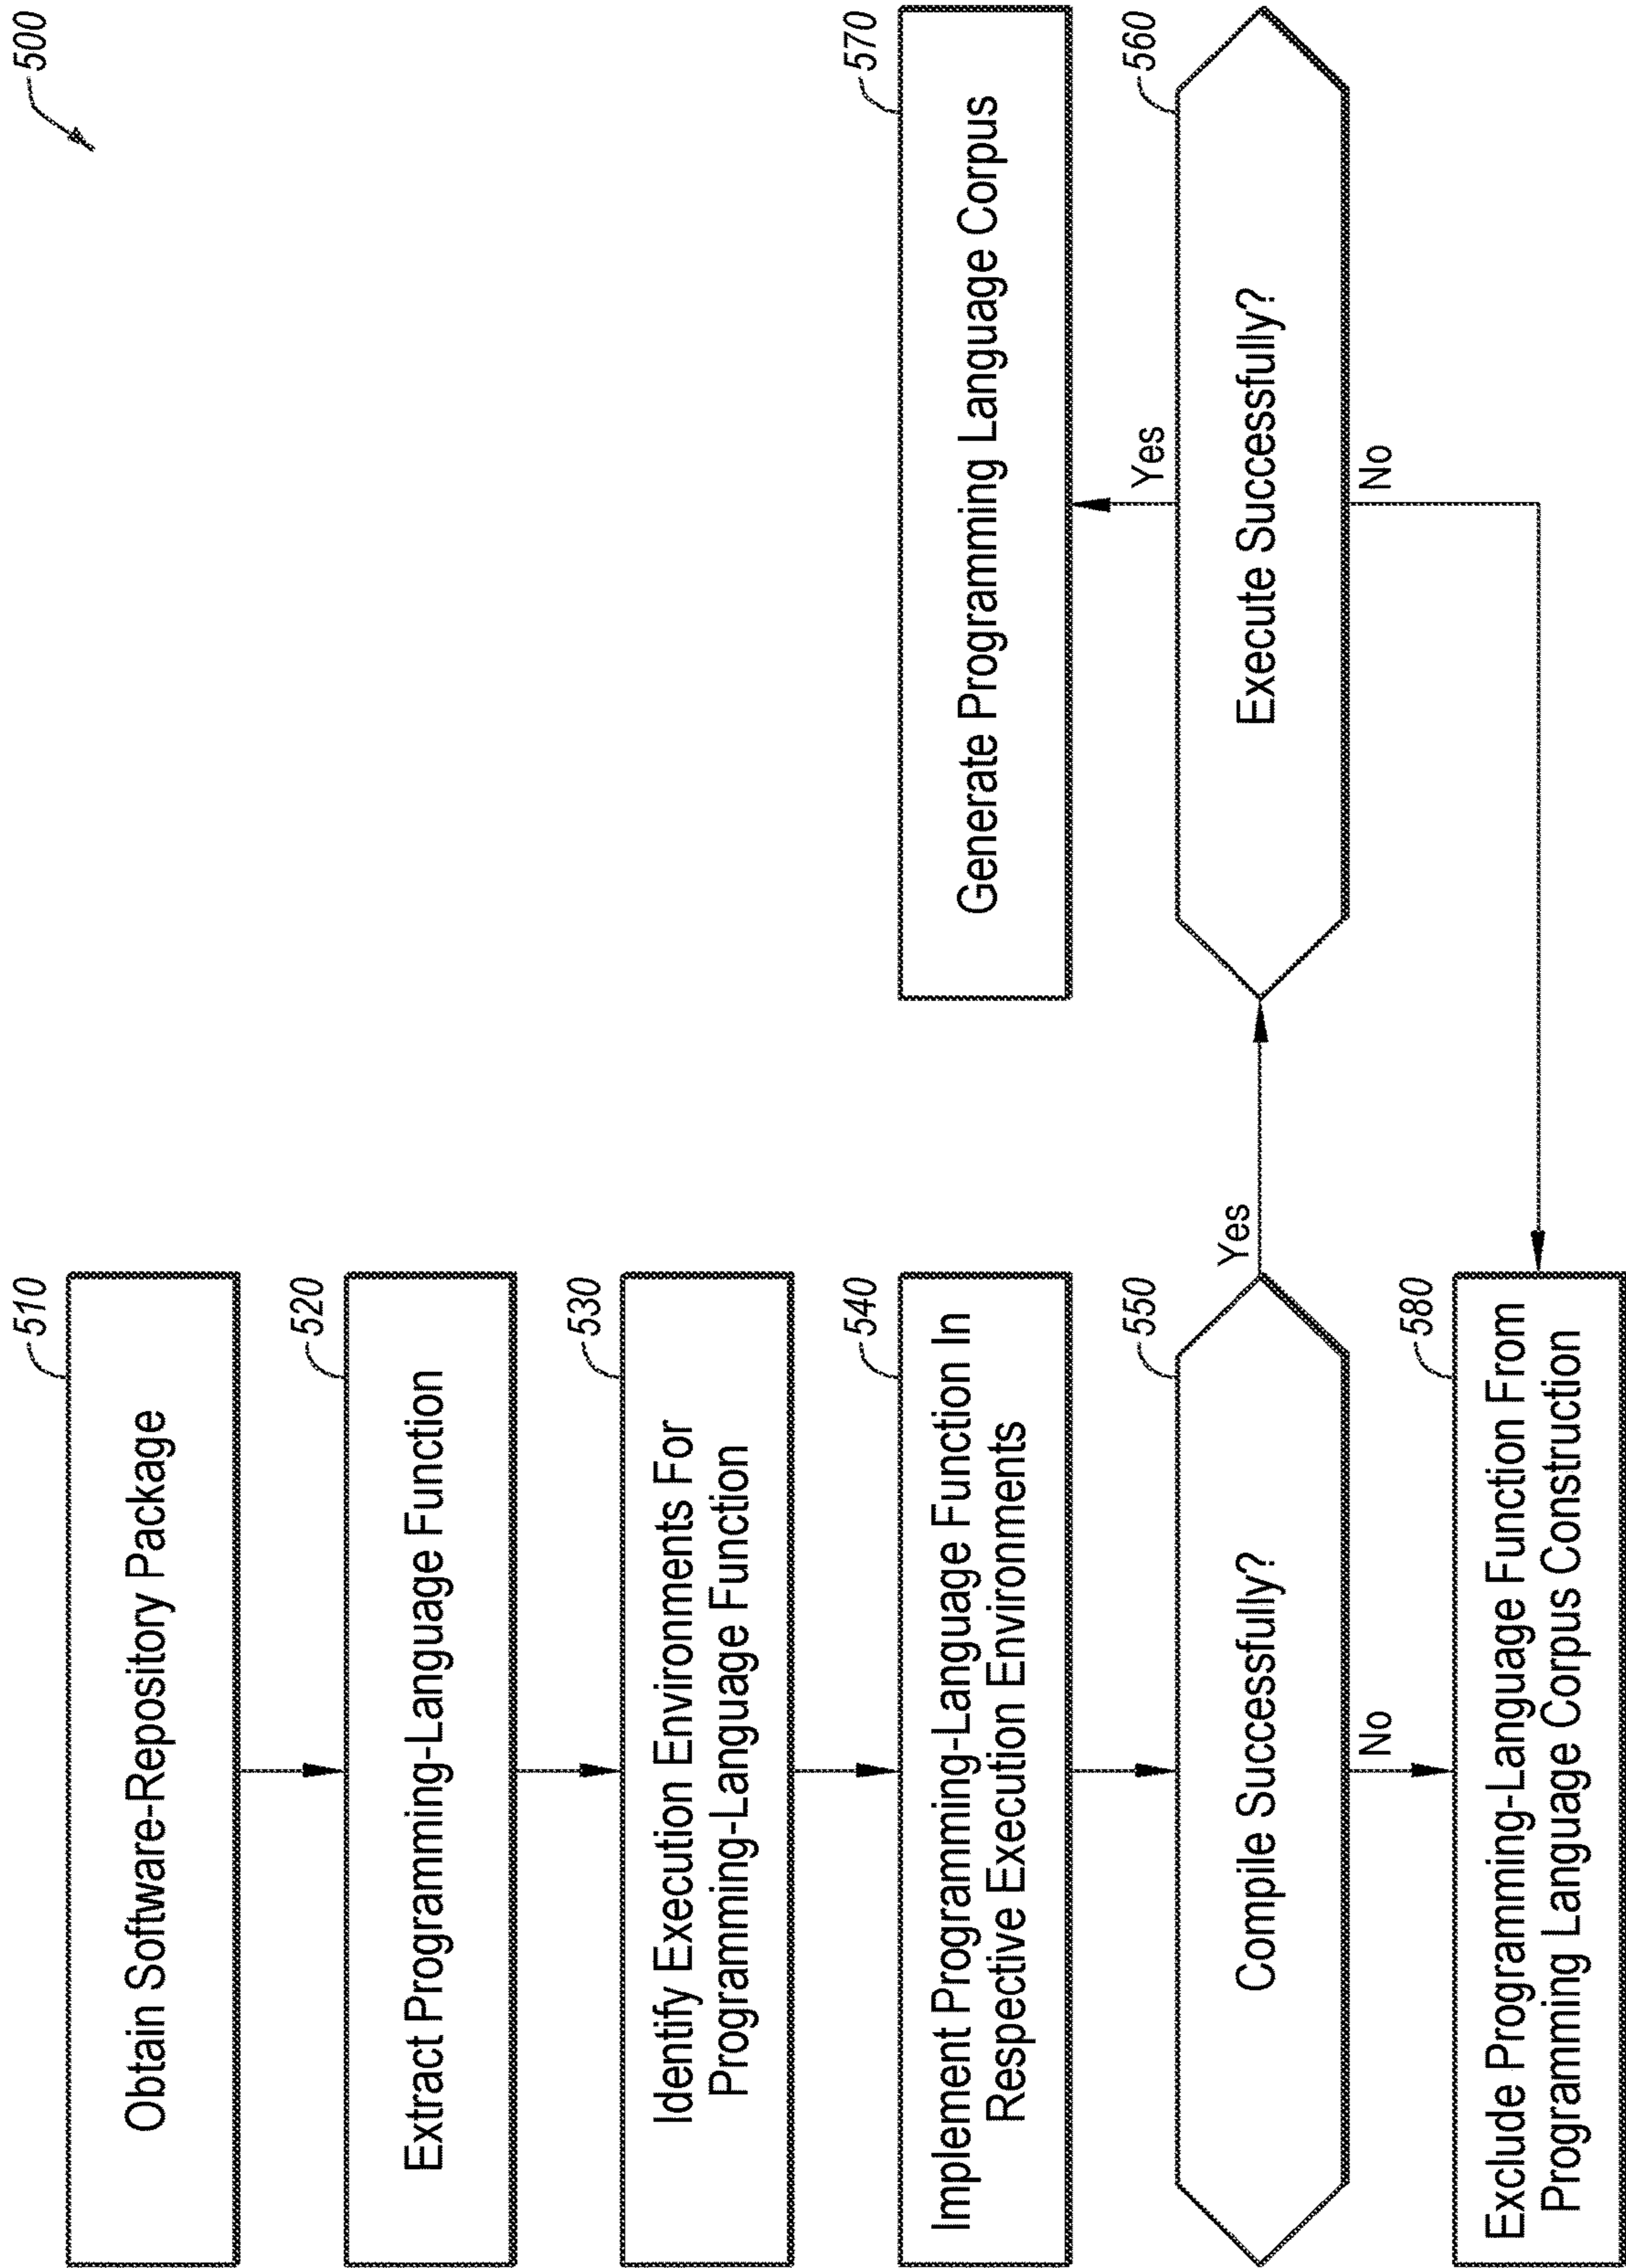 500
510
Obtain Software-Repository Package
520
Extract Programming-Language Function
530
Identify Execution Environments For
Programming-Language Function
540
Implement Programming-Language Function In
Respective Execution Environments
550
Compile Successfully?
Yes
No
560
Execute Successfully?
Yes
No
570
Generate Programming Language Corpus
580
Exclude Programming-Language Function From
Programming Language Corpus Construction